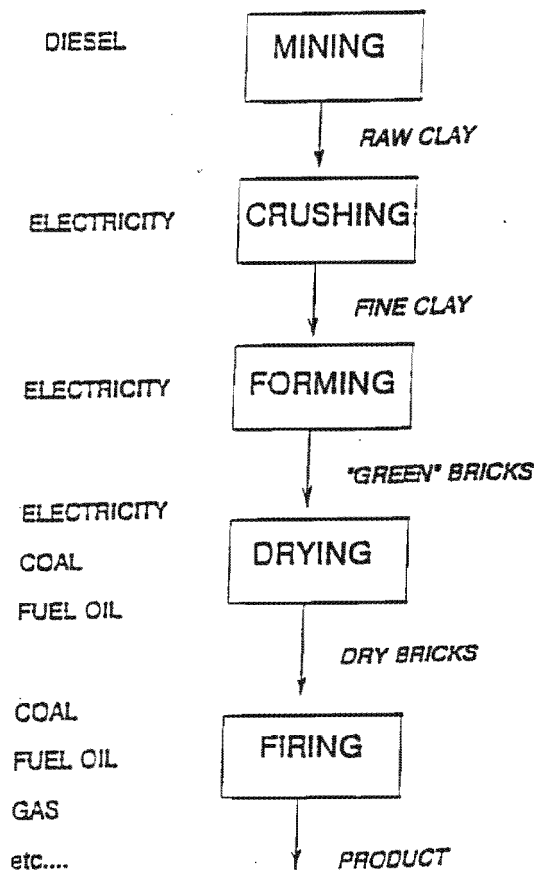 DIESEL
MINING
RAW CLAY
ELECTRICITY
CRUSHING
FINE CLAY
ELECTRICITY
FORMING
"GREEN" BRICKS
ELECTRICITY
COAL
FUEL OIL
DRYING
DRY BRICKS
COAL
FUEL OIL
GAS
etc....
FIRING
PRODUCT